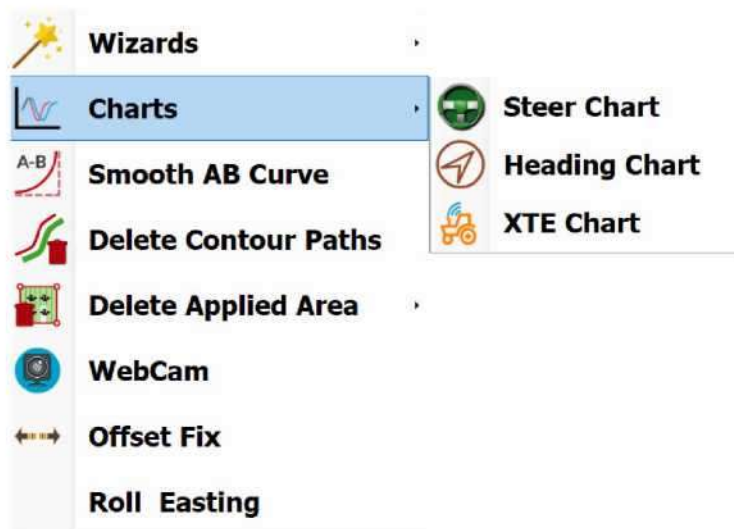 Wizards
Charts
Steer Chart
Heading Chart
XTE Chart
A-B
Smooth AB Curve
Delete Contour Paths
Delete Applied Area
WebCam
Offset Fix
Roll Easting